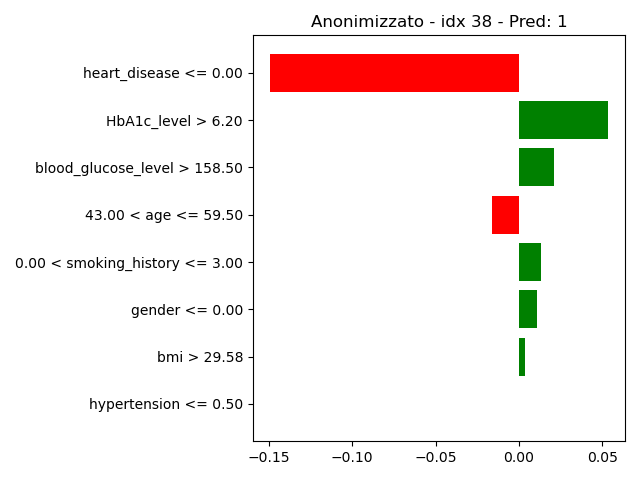 Anonimizzato - idx 38 - Pred: 1
heart_disease <= 0.00
HbA1c_level > 6.20
blood_glucose_level > 158.50
43.00 < age <= 59.50
0.00 < smoking_history <= 3.00
gender <= 0.00
bmi > 29.58
hypertension <= 0.50
−0.15 −0.10 −0.05 0.00 0.05